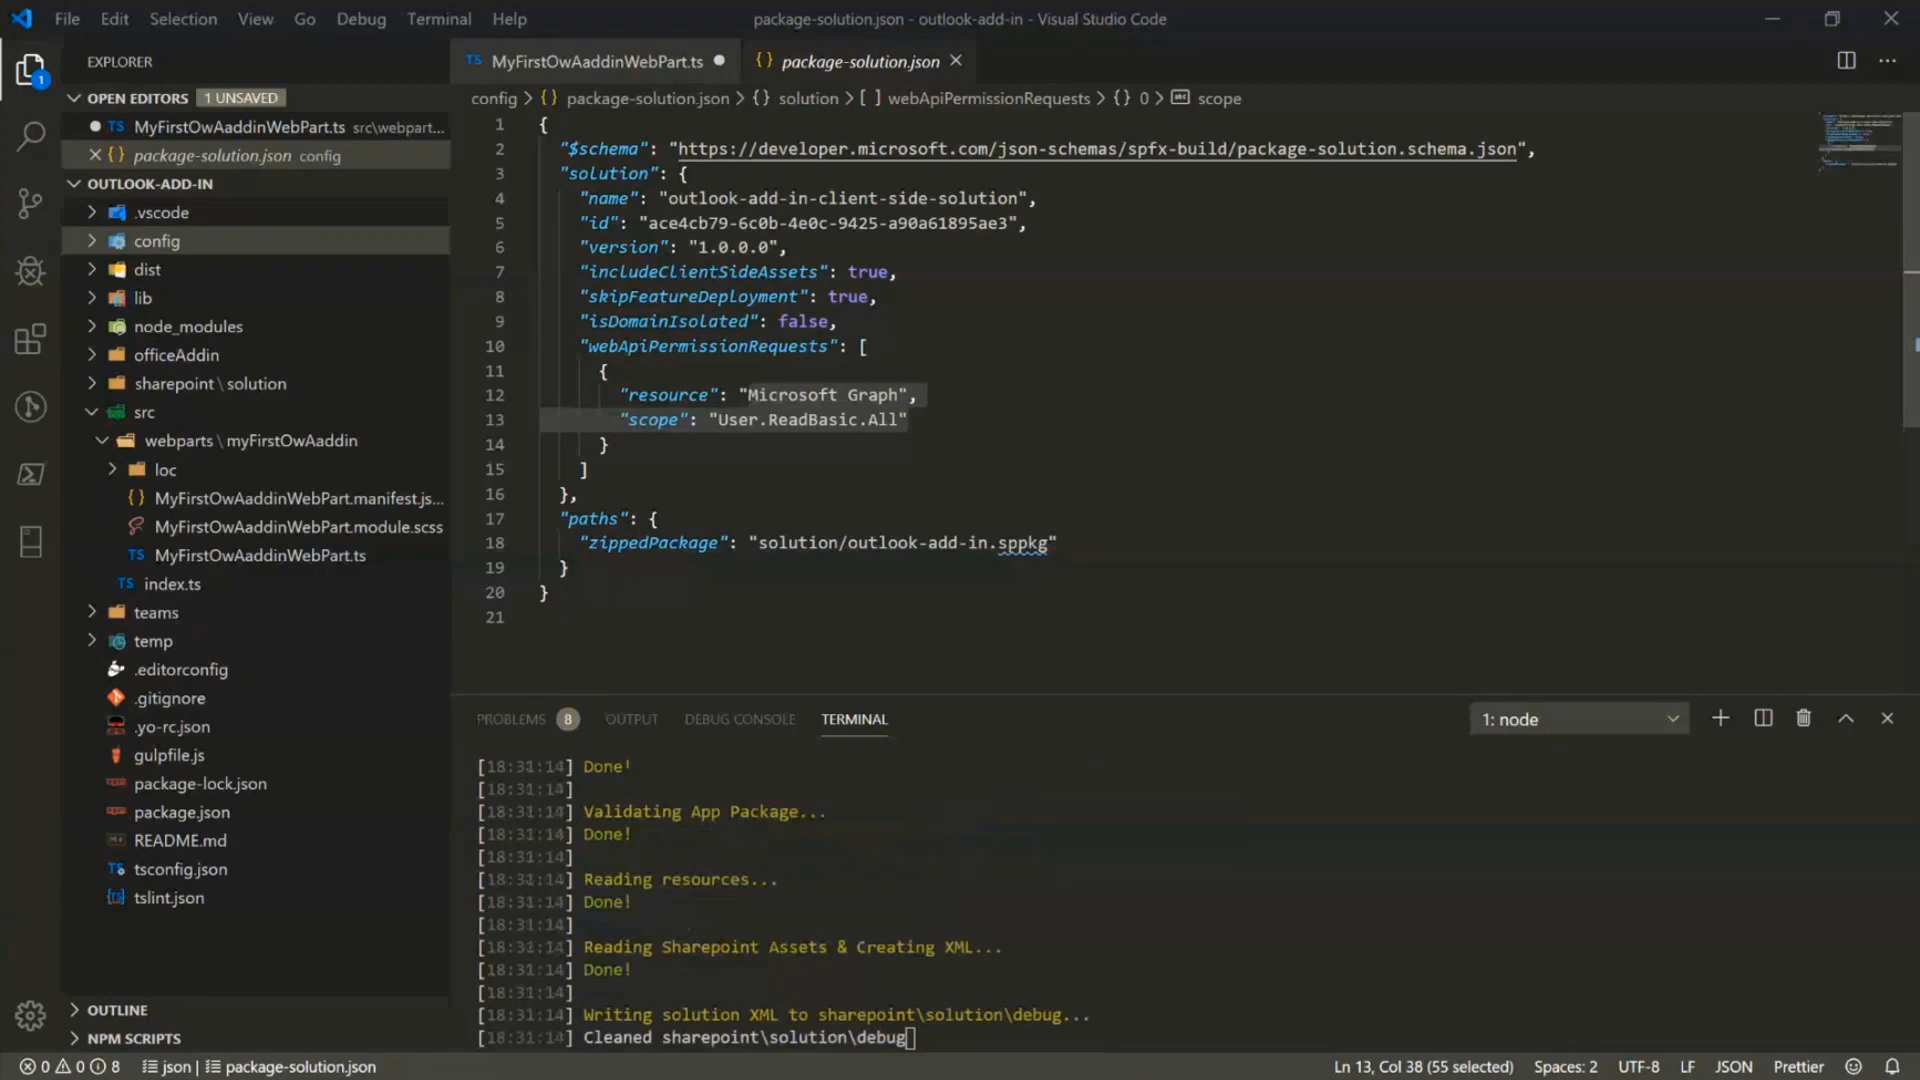 File Edit Selection View Go Debug Terminal Help
package-solution.json - outlook-add-in - Visual Studio Code
1
EXPLORER
OPEN EDITORS 1 UNSAVED
MyFirstOwAaddinWebPart.ts src\webpart...
package-solution.json config
OUTLOOK-ADD-IN
.vscode
config
dist
lib
node_modules
officeAddin
sharepoint \ solution
src
webparts \ myFirstOwAaddin
loc
MyFirstOwAaddinWebPart.manifest.js...
MyFirstOwAaddinWebPart.module.scss
TS MyFirstOwAaddinWebPart.ts
TS index.ts
teams
temp
.editorconfig
.gitignore
.yo-rc.json
gulpfile.js
package-lock.json
package.json
README.md
tsconfig.json
tslint.json
OUTLINE
NPM SCRIPTS
TS MyFirstOwAaddinWebPart.ts
{} package-solution.json
config > {} package-solution.json > {} solution > [ ] webApiPermissionRequests > {} 0 > scope
1 {
2 "$schema": "https://developer.microsoft.com/json-schemas/spfx-build/package-solution.schema.json",
3 "solution": {
4 "name": "outlook-add-in-client-side-solution",
5 "id": "ace4cb79-6c0b-4e0c-9425-a90a61895ae3",
6 "version": "1.0.0.0",
7 "includeClientSideAssets": true,
8 "skipFeatureDeployment": true,
9 "isDomainIsolated": false,
10 "webApiPermissionRequests": [
11 {
12 "resource": "Microsoft Graph",
13 "scope": "User.ReadBasic.All"
14 }
15 ]
16 },
17 "paths": {
18 "zippedPackage": "solution/outlook-add-in.sppkg"
19 }
20 }
21
PROBLEMS 8 OUTPUT DEBUG CONSOLE TERMINAL
1: node
[18:31:14] Done!
[18:31:14]
[18:31:14] Validating App Package...
[18:31:14] Done!
[18:31:14]
[18:31:14] Reading resources...
[18:31:14] Done!
[18:31:14]
[18:31:14] Reading Sharepoint Assets & Creating XML...
[18:31:14] Done!
[18:31:14]
[18:31:14] Writing solution XML to sharepoint\solution\debug...
[18:31:14] Cleaned sharepoint\solution\debug
0 0 8 json | package-solution.json
Ln 13, Col 38 (55 selected) Spaces: 2 UTF-8 LF JSON Prettier